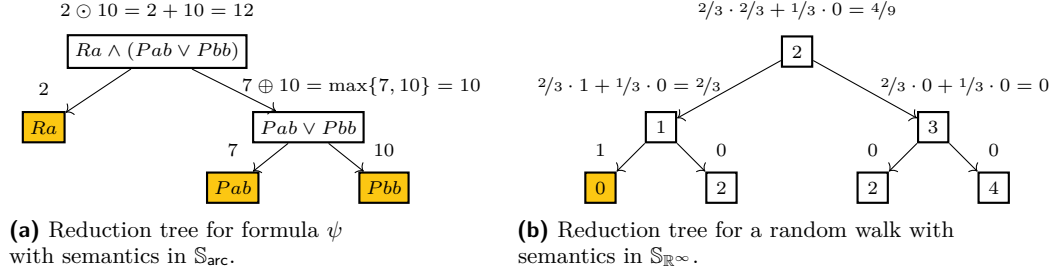 2 ⊙ 10 = 2 + 10 = 12
Ra ∧ (Pab ∨ Pbb)
2
7 ⊕ 10 = max{7, 10} = 10
Ra
Pab ∨ Pbb
7
10
Pab
Pbb
(a) Reduction tree for formula ψ
with semantics in 𝕊arc.
2/3 · 2/3 + 1/3 · 0 = 4/9
2
2/3 · 1 + 1/3 · 0 = 2/3
2/3 · 0 + 1/3 · 0 = 0
1
3
1
0
0
0
0
2
2
4
(b) Reduction tree for a random walk with
semantics in 𝕊ℝ∞.